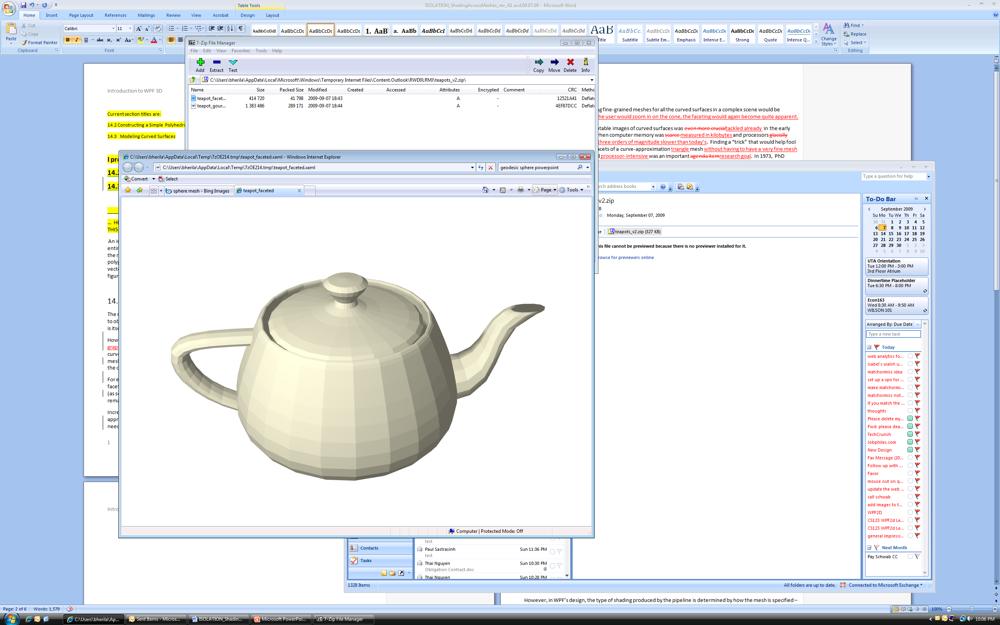 ISOLATION_ShadingAcrossMeshes_rev_A1.avd.09.07.09 - Microsoft Word
Table Tools
Home Insert Page Layout References Mailings Review View Acrobat Design Layout
Paste
Cut
Copy
Format Painter
Clipboard
Calibri 11
Font
AaBbCcDdE AaBbCcDc AaBbCcDc AaBbCcDc 1. AaBl a. AaBb AaBbCcI AaBbCcDd AaBbCcDd. AaBbCcDd. AaBbCcDd. AaBbCcDd. AaB AaBbCc. AaBbCcDc AaBbCcDc AaBbCcDc AaBbCcDc AaBbCcDc AaBbCcDc
Title Subtitle Subtle Em... Emphasis Intense E... Strong Quote Intense Q...
Change Styles
Find
Replace
Select
Editing
7-Zip File Manager
File Edit View Favorites Tools Help
Add Extract Test Copy Move Delete Info
C:\Users\bherila\AppData\Local\Microsoft\Windows\Temporary Internet Files\Content.Outlook\RWD0LRMJ\teapots_v2.zip\
Name Size Packed Size Modified Created Accessed Attributes Encrypted Comment CRC
teapot_facet... 414 720 41 798 2009-09-07 18:43 A - 12521A41 Deflat
teapot_gour... 1 383 486 289 171 2009-09-07 18:44 A - 4EF87DCC Deflat
Introduction to WPF 3D
Current section titles are:
14.2 Constructing a Simple Polyhedro
14.3 Modeling Curved Surfaces
I pr
14.2
14.3
... HE
THIS
An i
entir
the r
polyg
vecto
figur
14.
The r
to ob
is itse
How
grap
curve
mesh
the c
For e
facet
(as se
rema
Incre
appr
need
1
Intro
g fine-grained meshes for all the curved surfaces in a complex scene would be
he user would zoom in on the cone, the faceting would again become quite apparent.
table images of curved surfaces was even more crucialtackled already in the early
hen computer memory was scarce measured in kilobytes and processors glacially
three orders of magnitude slower than today's. Finding a “trick” that would help fool
acets of a curve-approximation triangle mesh without having to have a very fine mesh
d processor-intensive was an important agenda itemresearch goal. In 1973, PhD
C:\Users\bherila\AppData\Local\Temp\7zOE214.tmp\teapot_faceted.xaml - Windows Internet Explorer
C:\Users\bherila\AppData\Local\Temp\7zOE214.tmp\teapot_faceted.xaml
geodesic sphere powerpoint
Convert Select
sphere mesh - Bing Images
teapot_faceted
Page Tools
Computer | Protected Mode: Off
Type a question for help
rch address books
v2.zip
Monday, September 07, 2009
teapots_v2.zip (327 KB)
his file cannot be previewed because there is no previewer installed for it.
rowse for previewers online
To-Do Bar
September 2009
Su Mo Tu We Th Fr Sa
30 31 1 2 3 4 5
6 7 8 9 10 11 12
13 14 15 16 17 18 19
20 21 22 23 24 25 26
27 28 29 30 1 2 3
4 5 6 7 8 9 10
UTA Orientation
Tue 12:00 PM - 3:00 PM
3rd Floor Atrium
Dinnertime Placeholder
Tue 6:30 PM - 8:00 PM
Econ163
Wed 8:30 AM - 9:50 AM
WILSON 101
Arranged By: Due Date
Type a new task
Today
web analytics fo...
isabel's walsh u...
matchormiss idea
set up a vpn for ...
make matchormi...
matchormiss not...
if you match the ...
thoughts
Please delete my...
Fwd: please dea...
TechCrunch
Jobphiles.com
New Design
Fax Message (20...
Follow up with ...
Favor
mouse out on q...
update the web ...
call schwab
add images to t...
WPF2D
CS123 WPF2d Le...
CS123 WPF2d Le...
general impressi...
Next Month
Pay Schwab CC
Contacts
Tasks
test
Paul Sastrasinh Sun 11:36 PM
test
Thai Nguyen Sun 10:30 PM
Obligation Contract.doc
Thai Nguyen Sun 10:28 PM
1328 Items
All folders are up to date. Connected to Microsoft Exchange
However, in WPF's design, the type of shading produced by the pipeline is determined by how the mesh is specified –
Page: 2 of 6 Words: 1,579 100%
C:\Users\bherila\Ap... Sent Items - Micros... ISOLATION_Shadin... Microsoft PowerPoi... 7-Zip File Manager 10:06 PM